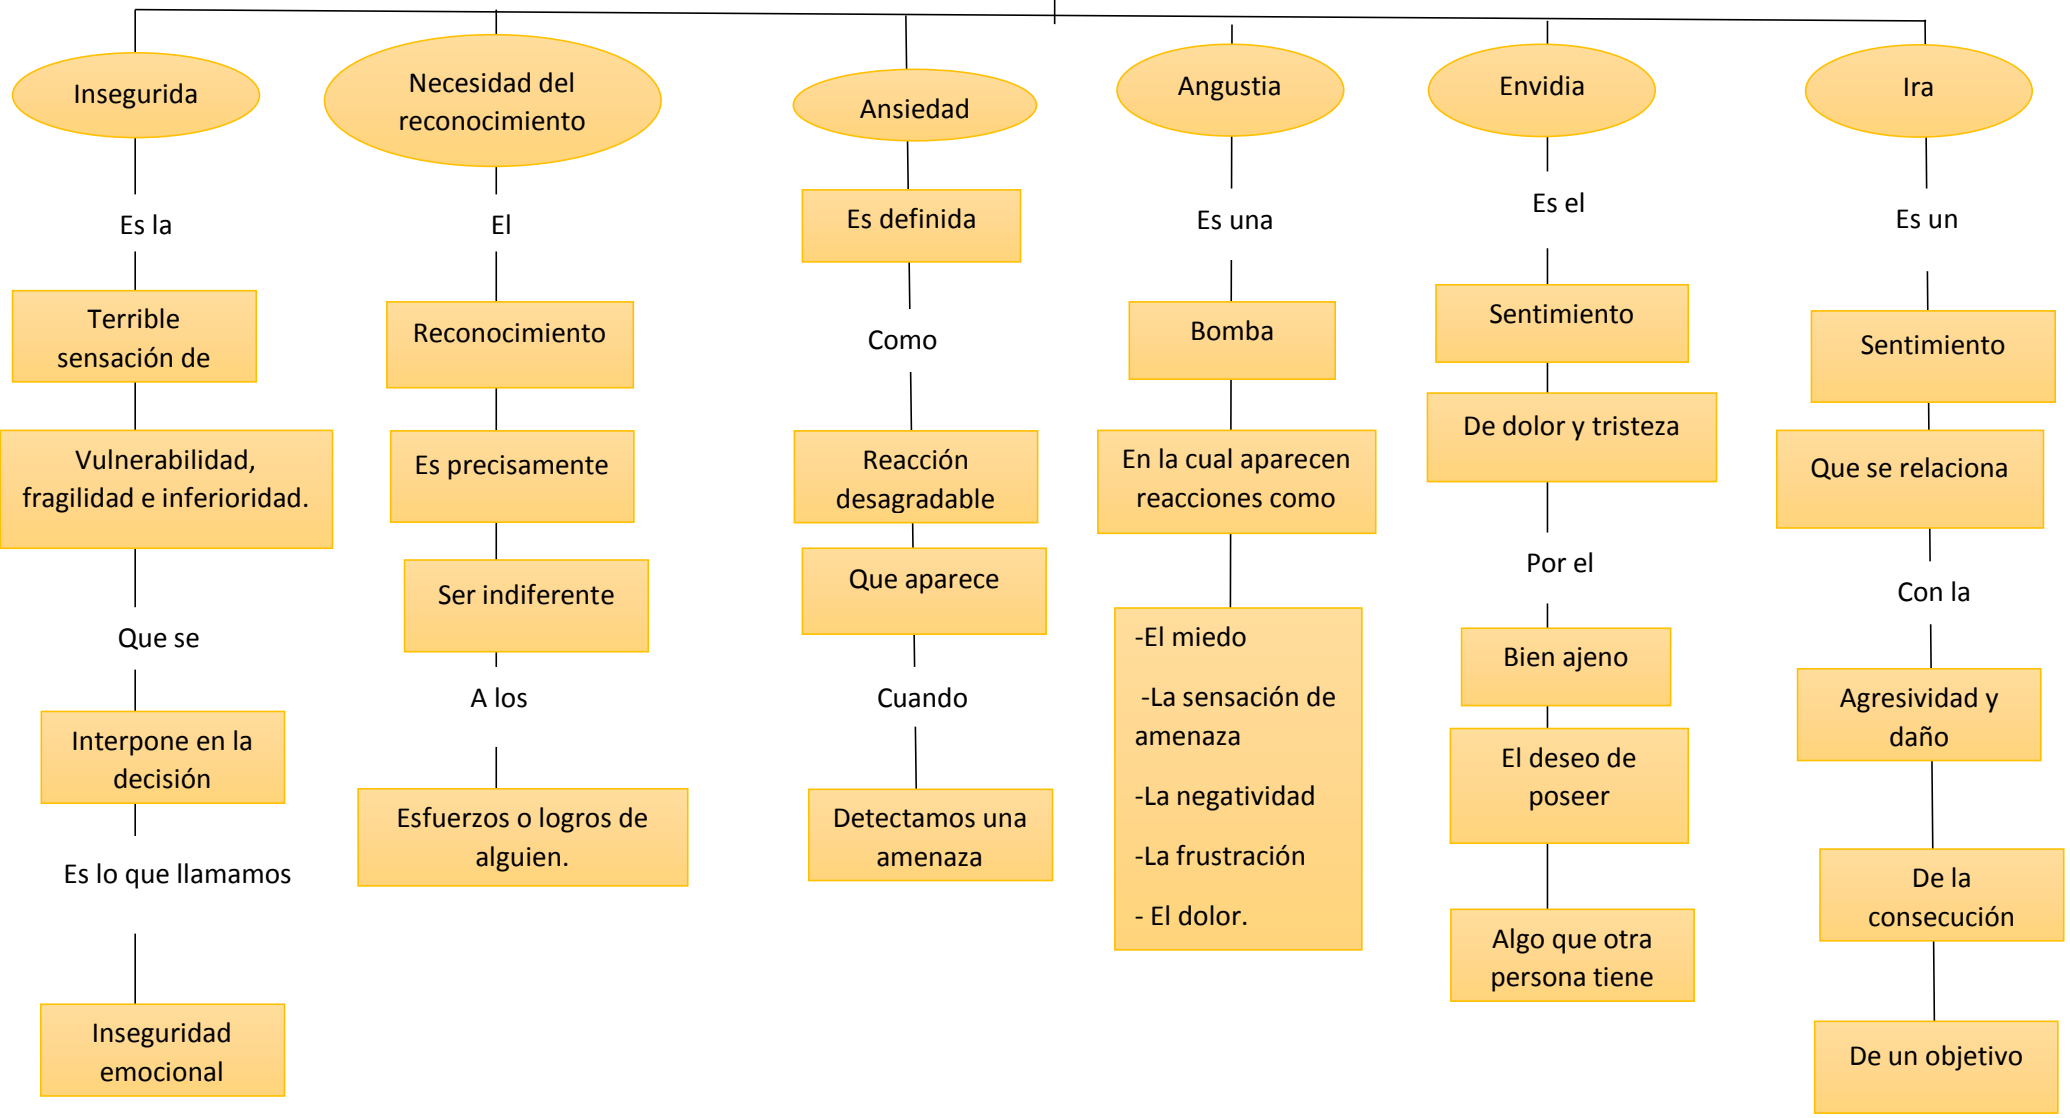 Insegurida
Es la
Terrible
sensación de
Vulnerabilidad,
fragilidad e inferioridad.
Que se
Interpone en la
decisión
Es lo que llamamos
Inseguridad
emocional
Necesidad del
reconocimiento
El
Reconocimiento
Es precisamente
Ser indiferente
A los
Esfuerzos o logros de
alguien.
Ansiedad
Es definida
Como
Reacción
desagradable
Que aparece
Cuando
Detectamos una
amenaza
Angustia
Es una
Bomba
En la cual aparecen
reacciones como
-El miedo
-La sensación de
amenaza
-La negatividad
-La frustración
- El dolor.
Envidia
Es el
Sentimiento
De dolor y tristeza
Por el
Bien ajeno
El deseo de
poseer
Algo que otra
persona tiene
Ira
Es un
Sentimiento
Que se relaciona
Con la
Agresividad y
daño
De la
consecución
De un objetivo